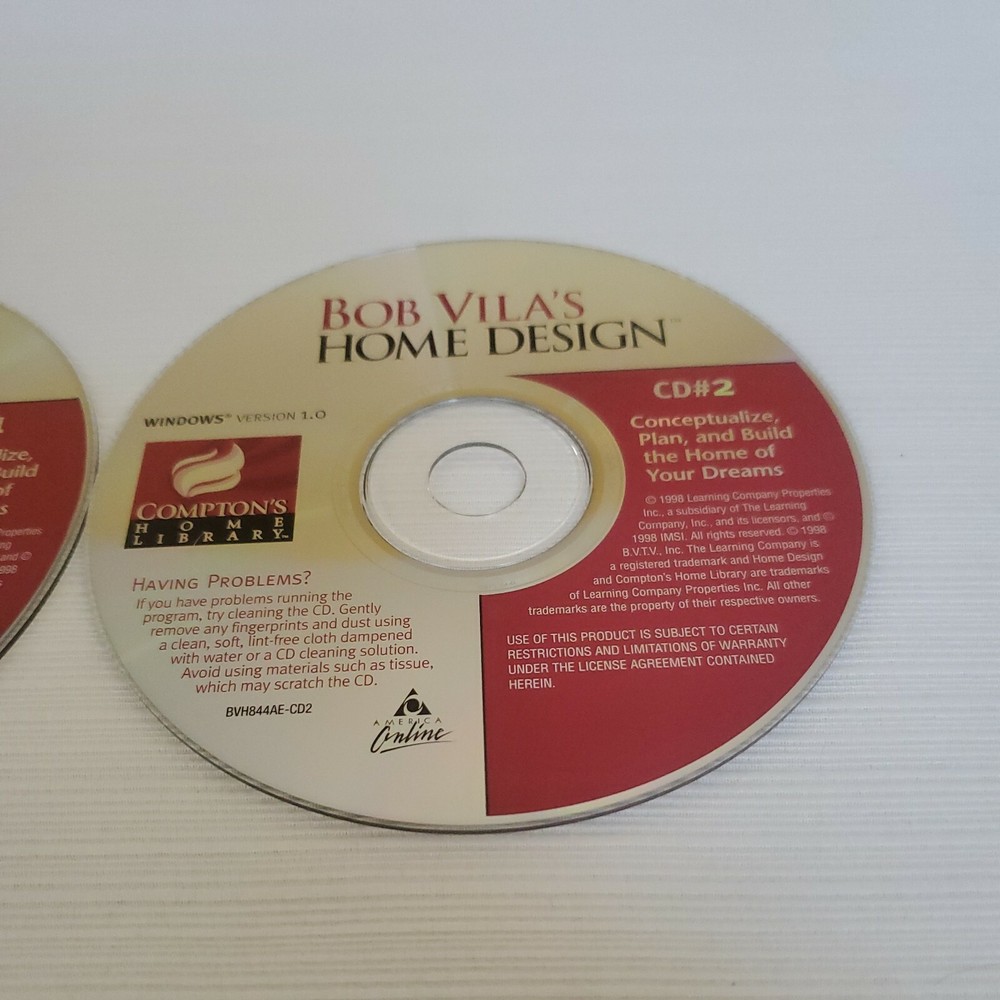 BOB VILA'S
HOME DESIGN™
WINDOWS® VERSION 1.0
COMPTON'S
HOME
LIBRARY™
CD#2
Conceptualize,
Plan, and Build
the Home of
Your Dreams
© 1998 Learning Company Properties
Inc., a subsidiary of The Learning
Company, Inc., and its licensors, and ©
1998 IMSI. All rights reserved. © 1998
B.V.T.V., Inc. The Learning Company is
a registered trademark and Home Design
and Compton's Home Library are trademarks
of Learning Company Properties Inc. All other
trademarks are the property of their respective owners.
USE OF THIS PRODUCT IS SUBJECT TO CERTAIN
RESTRICTIONS AND LIMITATIONS OF WARRANTY
UNDER THE LICENSE AGREEMENT CONTAINED
HEREIN.
HAVING PROBLEMS?
If you have problems running the
program, try cleaning the CD. Gently
remove any fingerprints and dust using
a clean, soft, lint-free cloth dampened
with water or a CD cleaning solution.
Avoid using materials such as tissue,
which may scratch the CD.
BVH844AE-CD2
AMERICA
Online